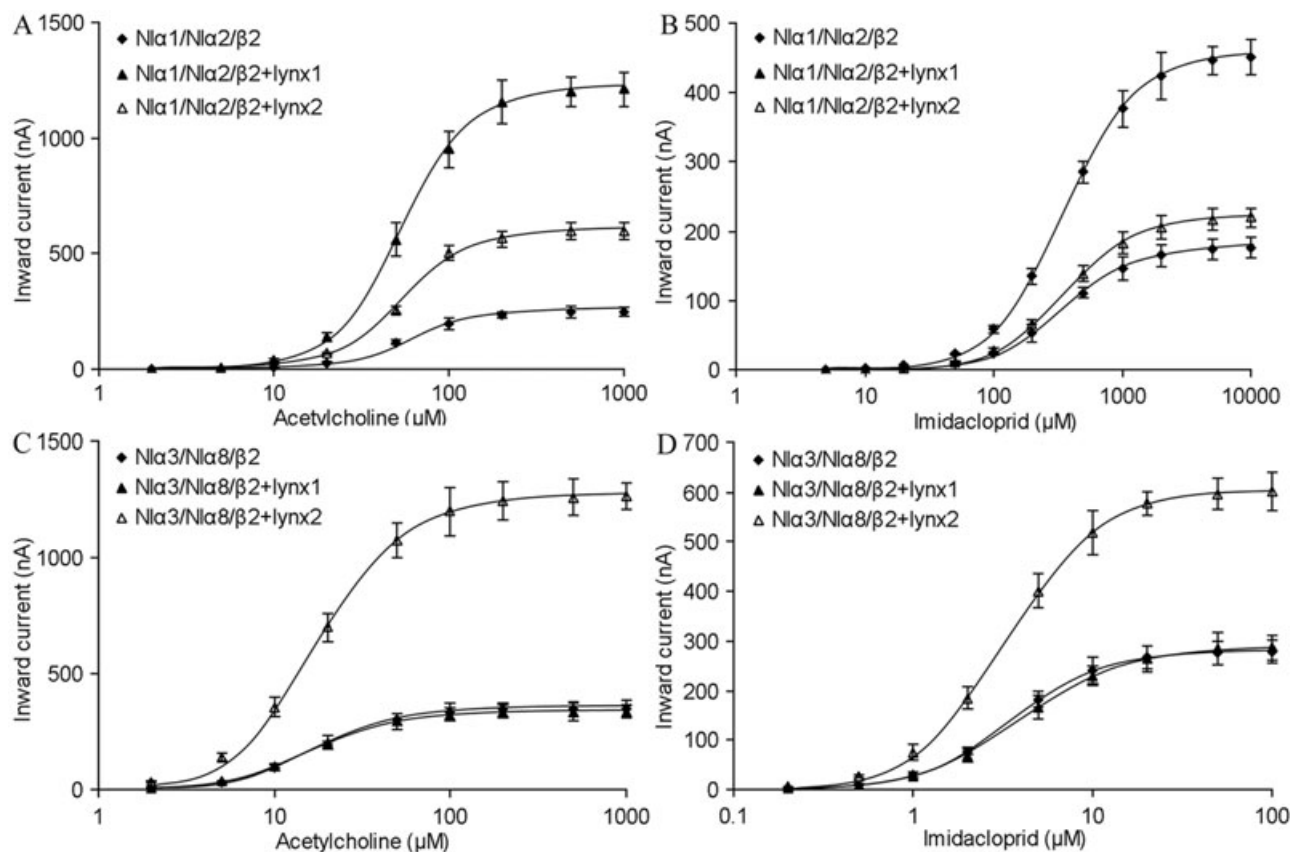 A
1500
1000
500
0
Inward current (nA)
Nlα1/Nlα2/β2
Nlα1/Nlα2/β2+lynx1
Nlα1/Nlα2/β2+lynx2
1 10 100 1000
Acetylcholine (µM)
B
500
400
300
200
100
0
Inward current (nA)
Nlα1/Nlα2/β2
Nlα1/Nlα2/β2+lynx1
Nlα1/Nlα2/β2+lynx2
1 10 100 1000 10000
Imidacloprid (µM)
C
1500
1000
500
0
Inward current (nA)
Nlα3/Nlα8/β2
Nlα3/Nlα8/β2+lynx1
Nlα3/Nlα8/β2+lynx2
1 10 100 1000
Acetylcholine (µM)
D
700
600
500
400
300
200
100
0
Inward current (nA)
Nlα3/Nlα8/β2
Nlα3/Nlα8/β2+lynx1
Nlα3/Nlα8/β2+lynx2
0.1 1 10 100
Imidacloprid (µM)